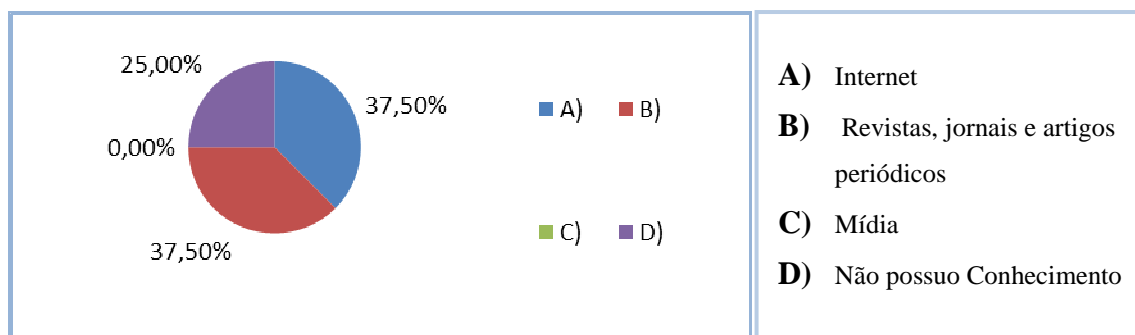 25,00%
37,50%
0,00%
37,50%
A) B)
C) D)
A) Internet
B) Revistas, jornais e artigos
periódicos
C) Mídia
D) Não possuo Conhecimento